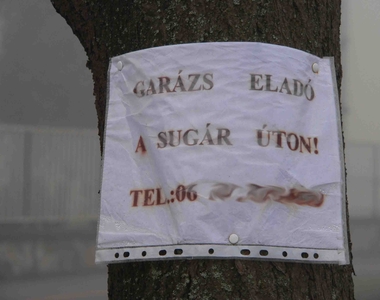 GARÁZS ELADÓ
A SUGÁR ÚTON!
TEL.:06